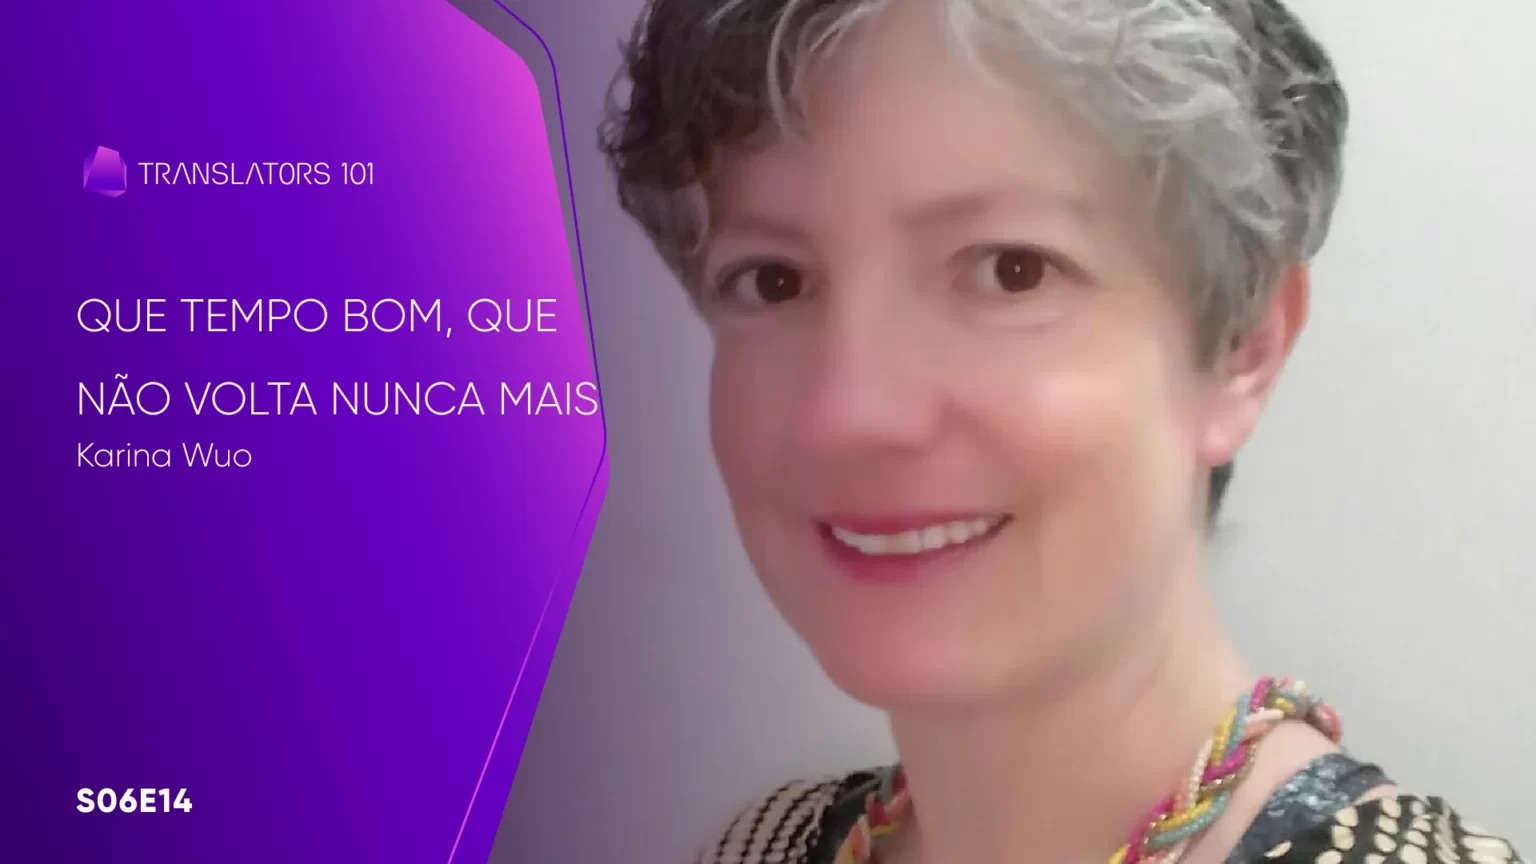 TRANSLATORS 101
QUE TEMPO BOM, QUE
NÃO VOLTA NUNCA MAIS
Karina Wuo
S06E14